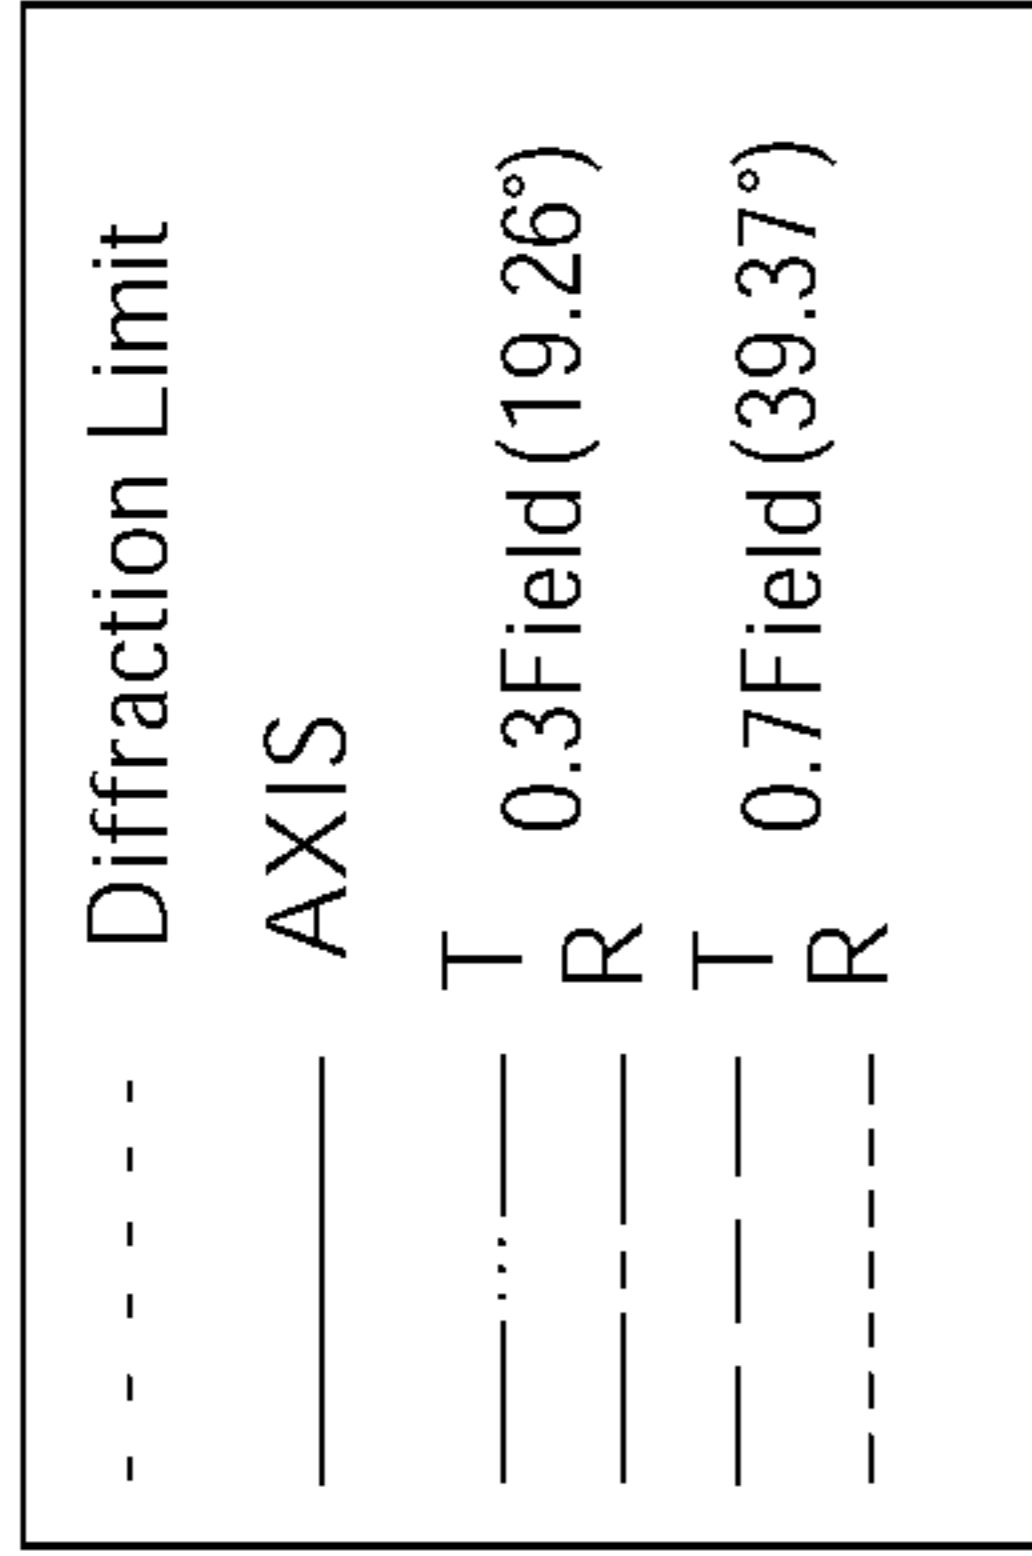 Diffraction Limit
AXIS
T
0.3Field (19.26°)
R
T
0.7Field (39.37°)
R